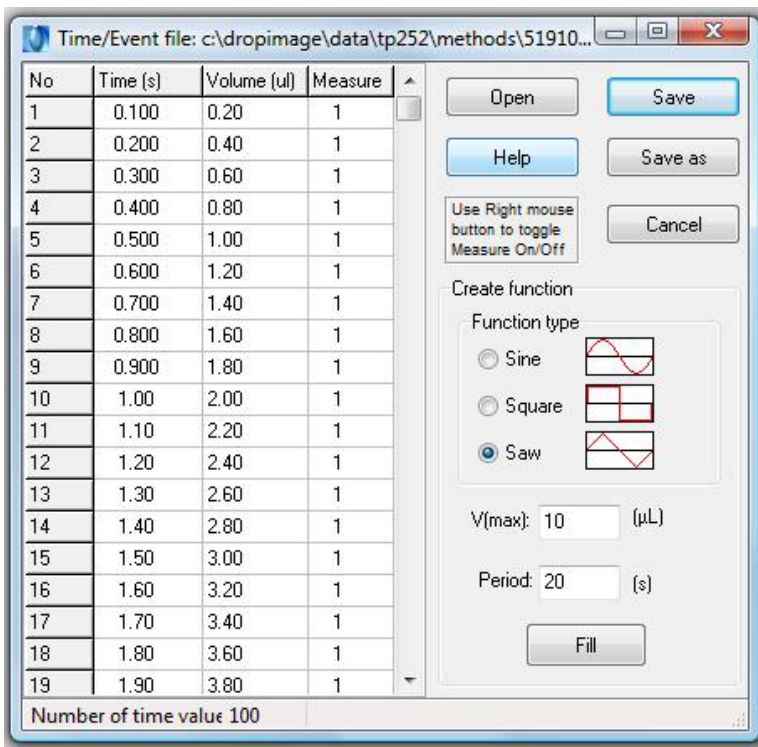 Time/Event file: c:\dropimage\data\tp252\methods\51910...
No Time (s) Volume (ul) Measure
1 0.100 0.20 1
2 0.200 0.40 1
3 0.300 0.60 1
4 0.400 0.80 1
5 0.500 1.00 1
6 0.600 1.20 1
7 0.700 1.40 1
8 0.800 1.60 1
9 0.900 1.80 1
10 1.00 2.00 1
11 1.10 2.20 1
12 1.20 2.40 1
13 1.30 2.60 1
14 1.40 2.80 1
15 1.50 3.00 1
16 1.60 3.20 1
17 1.70 3.40 1
18 1.80 3.60 1
19 1.90 3.80 1
Number of time value 100
Open
Save
Help
Save as
Use Right mouse
button to toggle
Measure On/Off
Cancel
Create function
Function type
Sine
Square
Saw
V(max): 10 (µL)
Period: 20 (s)
Fill